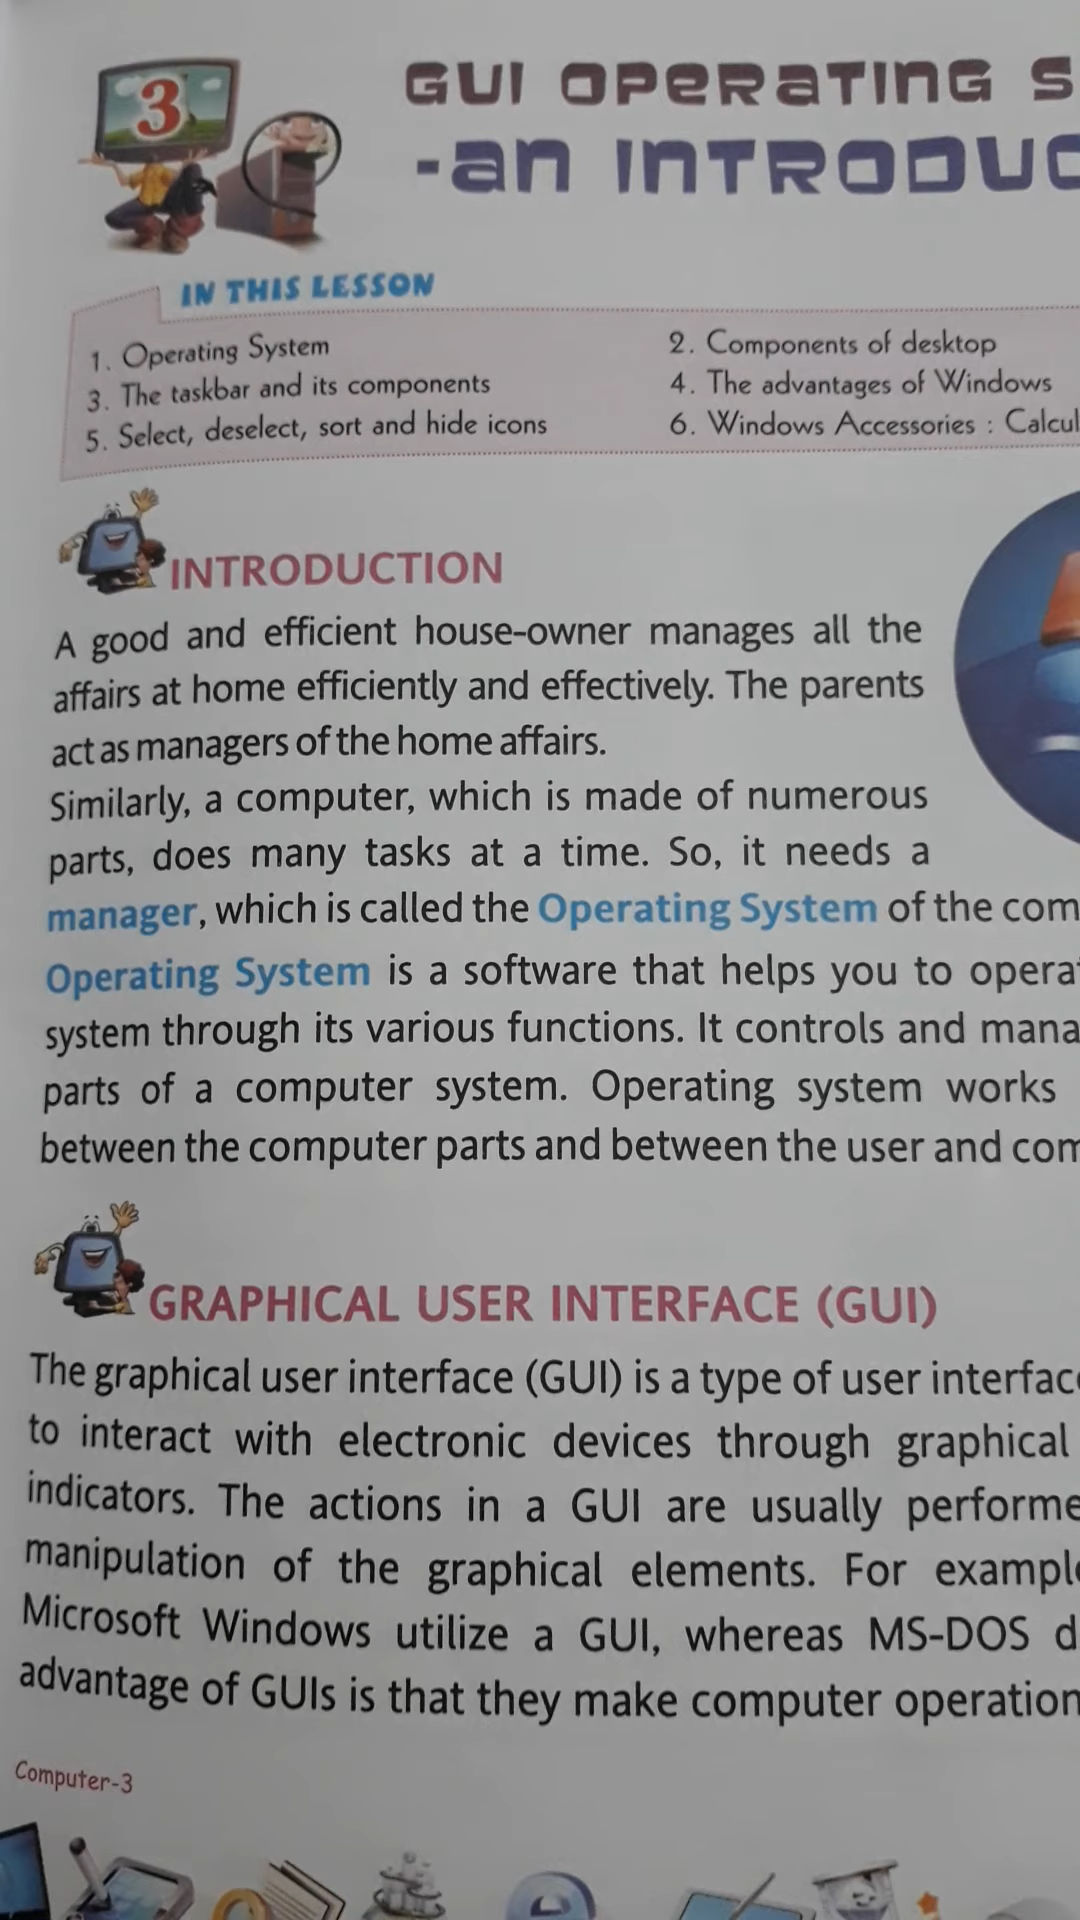 3
GUI OPERATING S
-an INTRODUC
IN THIS LESSON
1. Operating System
2. Components of desktop
3. The taskbar and its components
4. The advantages of Windows
5. Select, deselect, sort and hide icons
6. Windows Accessories : Calcul
INTRODUCTION
A good and efficient house-owner manages all the
affairs at home efficiently and effectively. The parents
act as managers of the home affairs.
Similarly, a computer, which is made of numerous
parts, does many tasks at a time. So, it needs a
manager, which is called the Operating System of the com
Operating System is a software that helps you to opera
system through its various functions. It controls and mana
parts of a computer system. Operating system works
between the computer parts and between the user and com
GRAPHICAL USER INTERFACE (GUI)
The graphical user interface (GUI) is a type of user interfac
to interact with electronic devices through graphical
indicators. The actions in a GUI are usually performe
manipulation of the graphical elements. For example
Microsoft Windows utilize a GUI, whereas MS-DOS d
advantage of GUIs is that they make computer operation
Computer-3